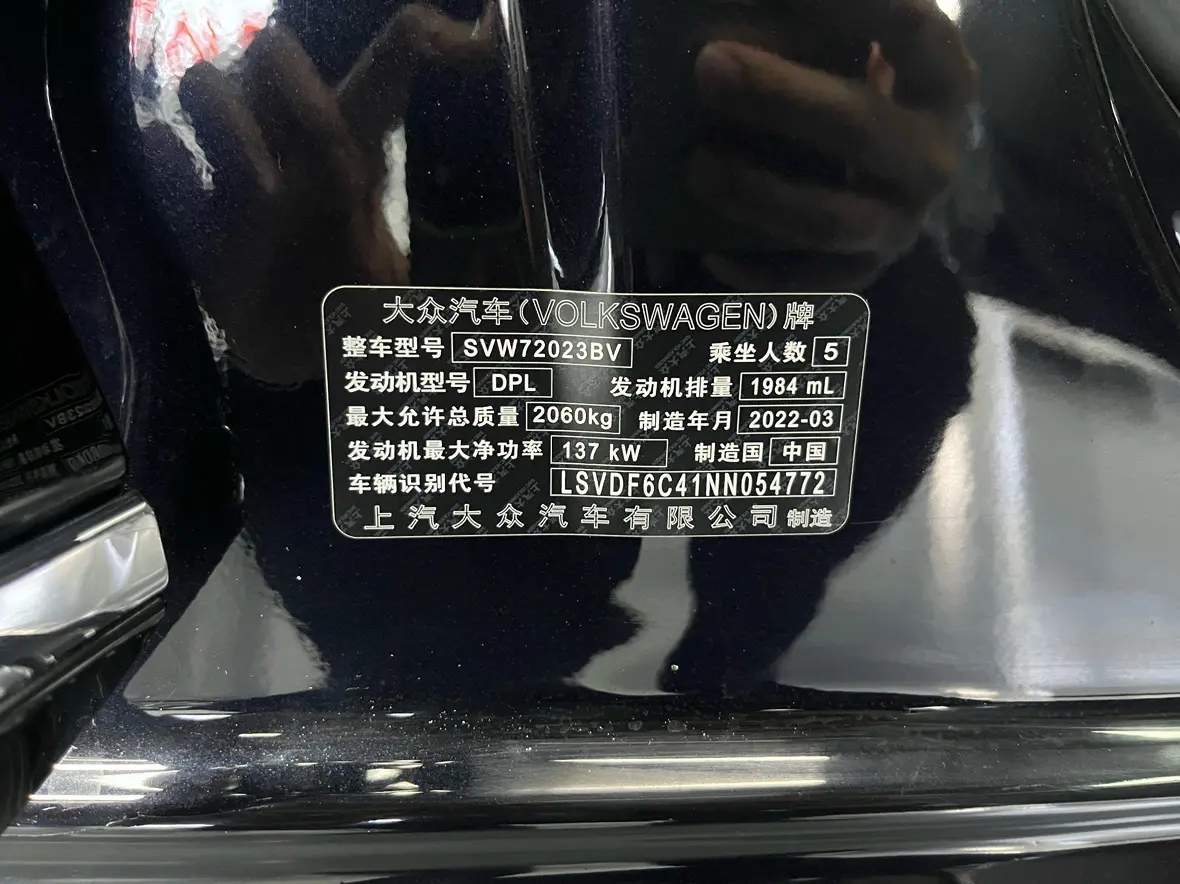 大众汽车(VOLKSWAGEN)牌
整车型号 SVW72023BV 乘坐人数 5
发动机型号 DPL 发动机排量 1984 mL
最大允许总质量 2060kg 制造年月 2022-03
发动机最大净功率 137 kW 制造国 中国
车辆识别代号 LSVDF6C41NN054772
上汽大众汽车有限公司 制造